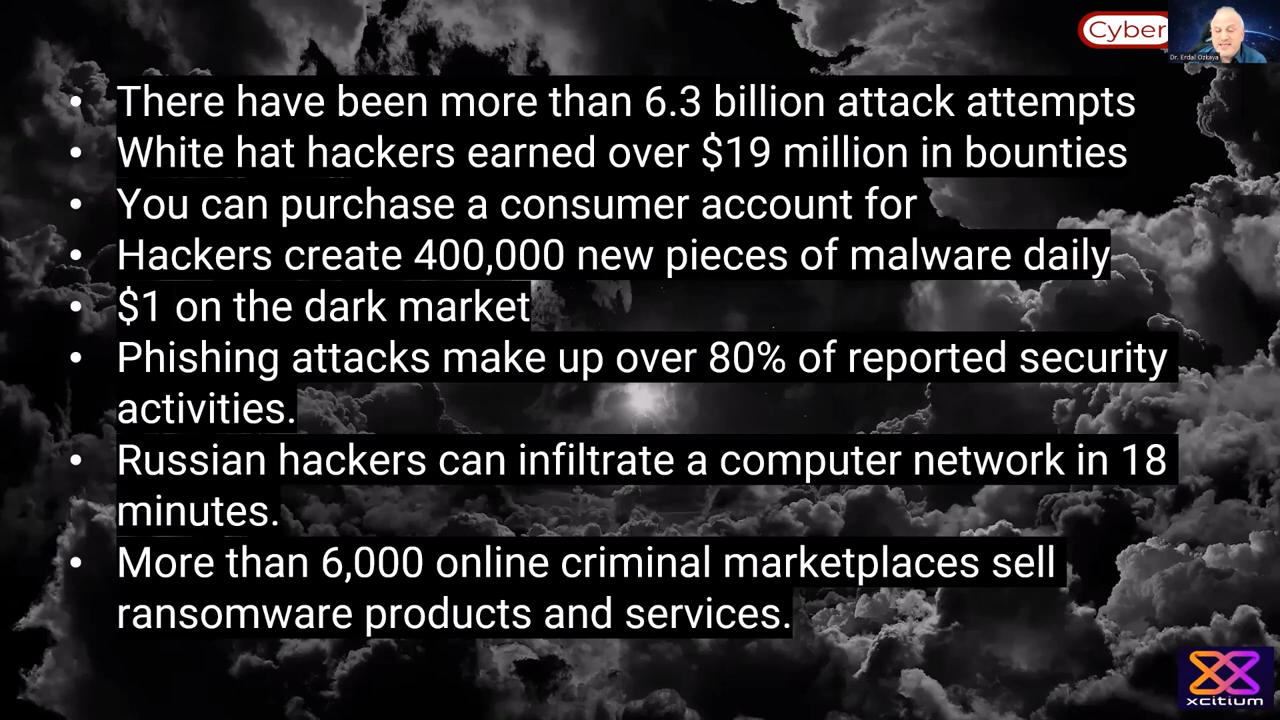 Cyber
Dr. Erdal Ozkaya
• There have been more than 6.3 billion attack attempts
• White hat hackers earned over $19 million in bounties
• You can purchase a consumer account for
• Hackers create 400,000 new pieces of malware daily
• $1 on the dark market
• Phishing attacks make up over 80% of reported security
activities.
• Russian hackers can infiltrate a computer network in 18
minutes.
• More than 6,000 online criminal marketplaces sell
ransomware products and services.
xcitium